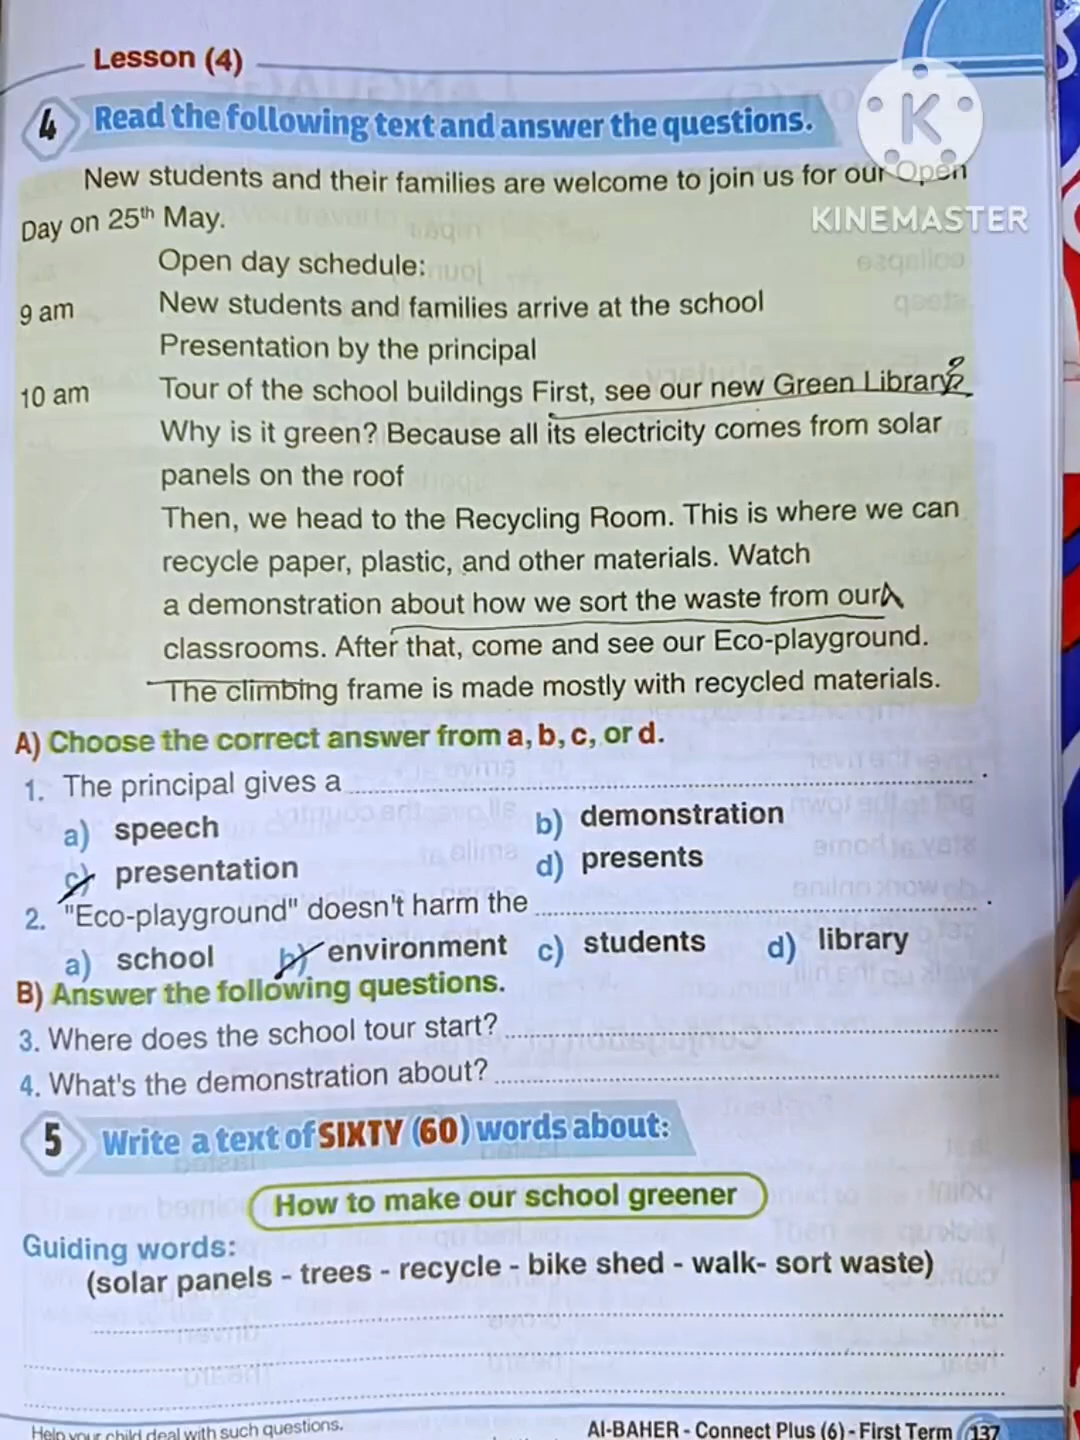 Lesson (4)
4 Read the following text and answer the questions.
K
New students and their families are welcome to join us for our Open
KINEMASTER
Day on 25th May.
Open day schedule:
9 am New students and families arrive at the school
Presentation by the principal
10 am Tour of the school buildings First, see our new Green Library
Why is it green? Because all its electricity comes from solar
panels on the roof
Then, we head to the Recycling Room. This is where we can
recycle paper, plastic, and other materials. Watch
a demonstration about how we sort the waste from our
classrooms. After that, come and see our Eco-playground.
The climbing frame is made mostly with recycled materials.
A) Choose the correct answer from a, b, c, or d.
1. The principal gives a .
a) speech b) demonstration
c) presentation d) presents
2. "Eco-playground" doesn't harm the .
a) school b) environment c) students d) library
B) Answer the following questions.
3. Where does the school tour start?
4. What's the demonstration about?
5 Write a text of SIXTY (60) words about:
How to make our school greener
Guiding words:
(solar panels - trees - recycle - bike shed - walk- sort waste)
Help your child deal with such questions. Al-BAHER - Connect Plus (6) - First Term 137